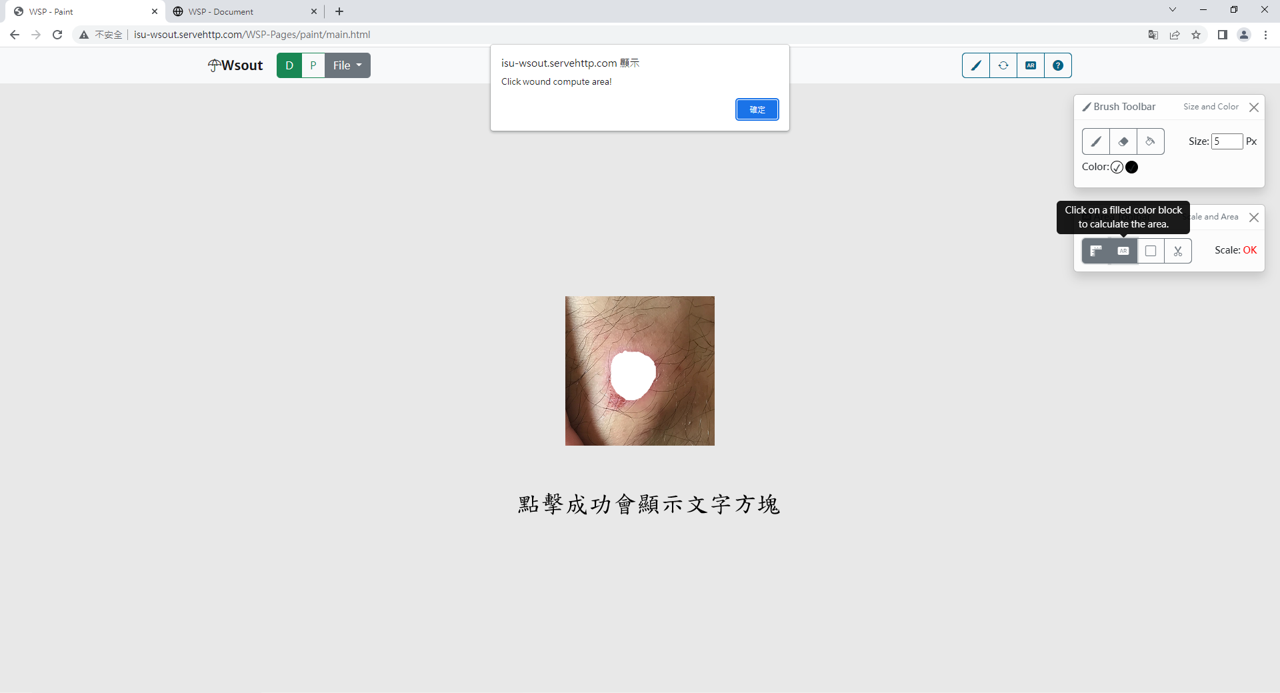 WSP - Paint
WSP - Document
不安全 | isu-wsout.servehttp.com/WSP-Pages/paint/main.html
isu-wsout.servehttp.com 顯示
Click wound compute area!
確定
Wsout
D P File
AR ?
Brush Toolbar Size and Color
Size: 5 Px
Color:
Click on a filled color block
to calculate the area.
ale and Area
AR
Scale: OK
點擊成功會顯示文字方塊